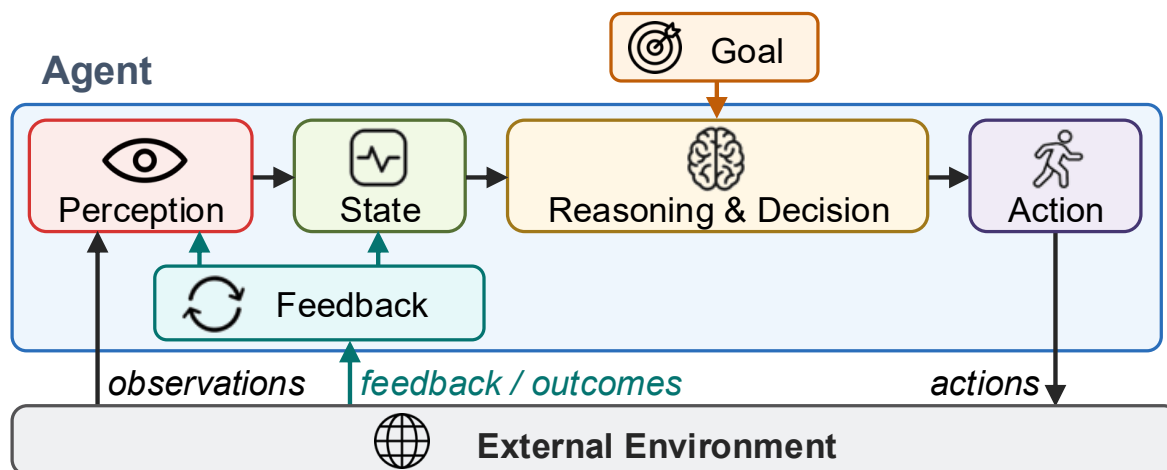 Goal
Agent
Perception
State
Reasoning & Decision
Action
Feedback
observations
feedback / outcomes
actions
External Environment